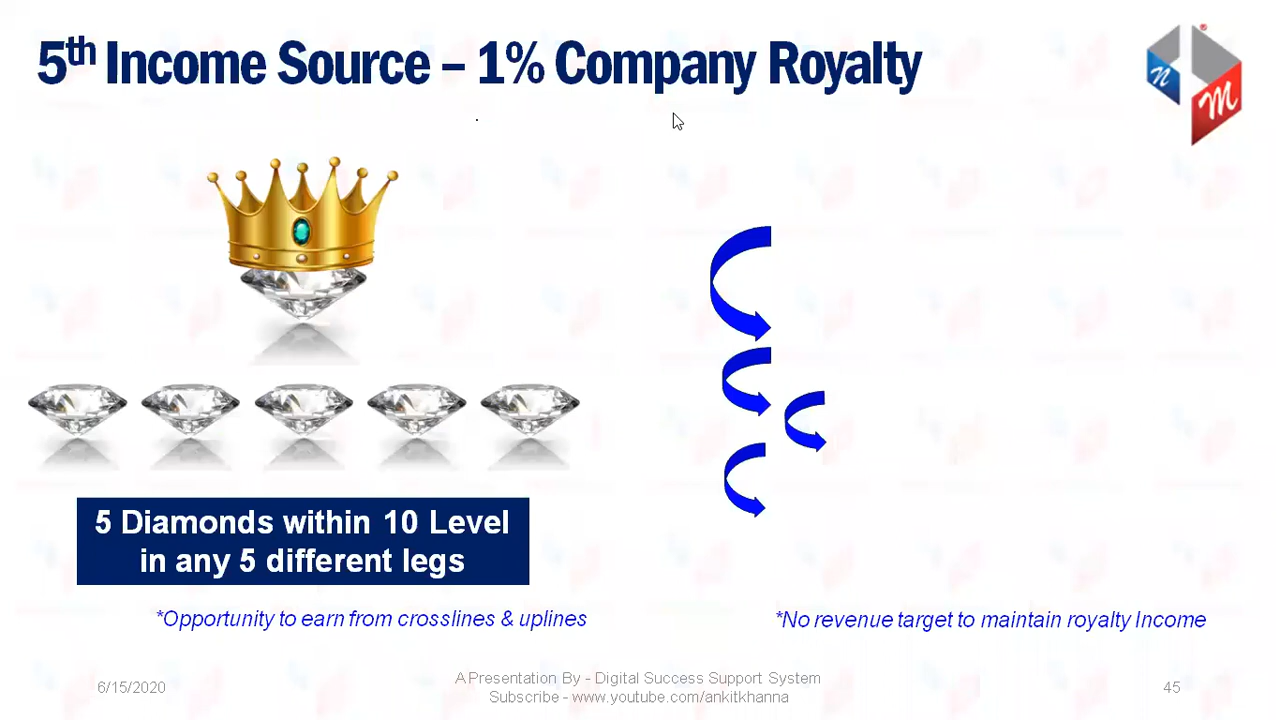 5th Income Source – 1% Company Royalty
n
M
5 Diamonds within 10 Level
in any 5 different legs
*Opportunity to earn from crosslines & uplines
*No revenue target to maintain royalty Income
6/15/2020
A Presentation By - Digital Success Support System
Subscribe - www.youtube.com/ankitkhanna
45